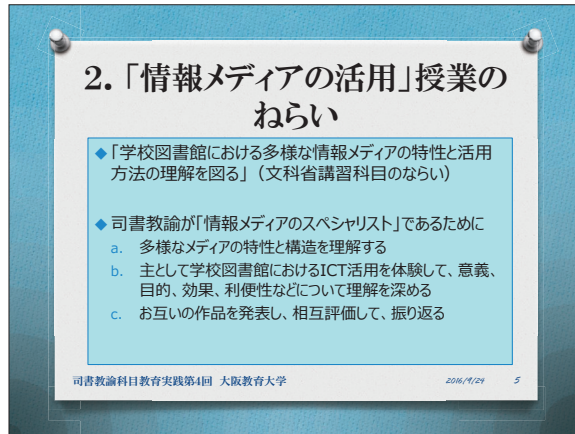 2.「情報メディアの活用」授業の
ねらい
◆「学校図書館における多様な情報メディアの特性と活用
方法の理解を図る」（文科省講習科目のならい）
◆司書教諭が「情報メディアのスペシャリスト」であるために
a. 多様なメディアの特性と構造を理解する
b. 主として学校図書館におけるICT活用を体験して、意義、
目的、効果、利便性などについて理解を深める
c. お互いの作品を発表し、相互評価して、振り返る
司書教諭科目教育実践第4回 大阪教育大学 2016/9/24 5